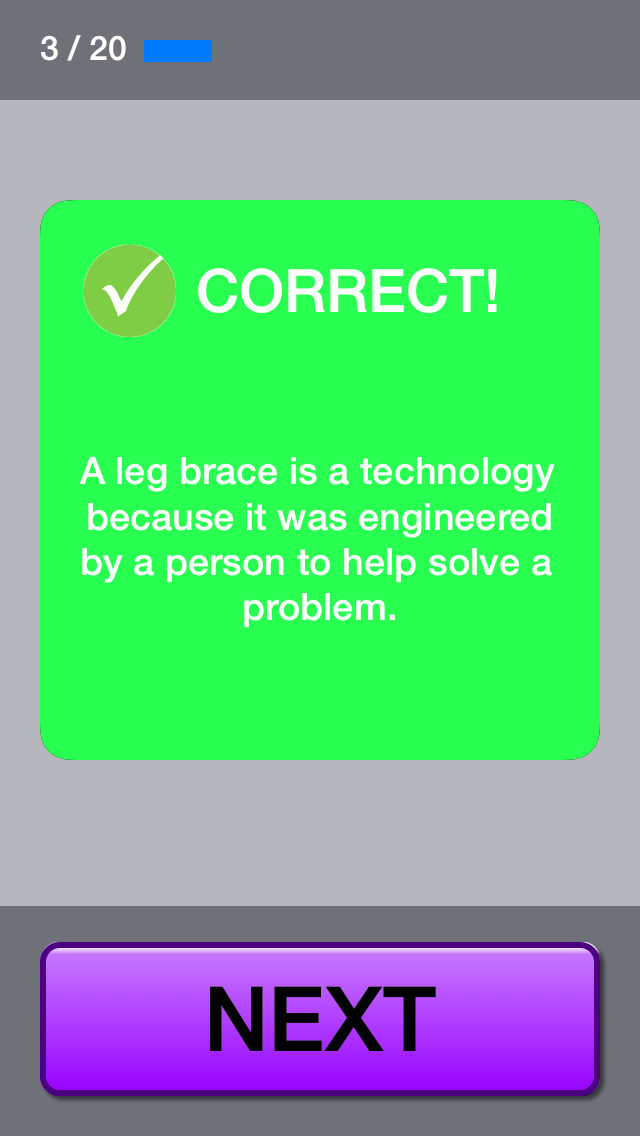 3 / 20
CORRECT!
A leg brace is a technology
because it was engineered
by a person to help solve a
problem.
NEXT